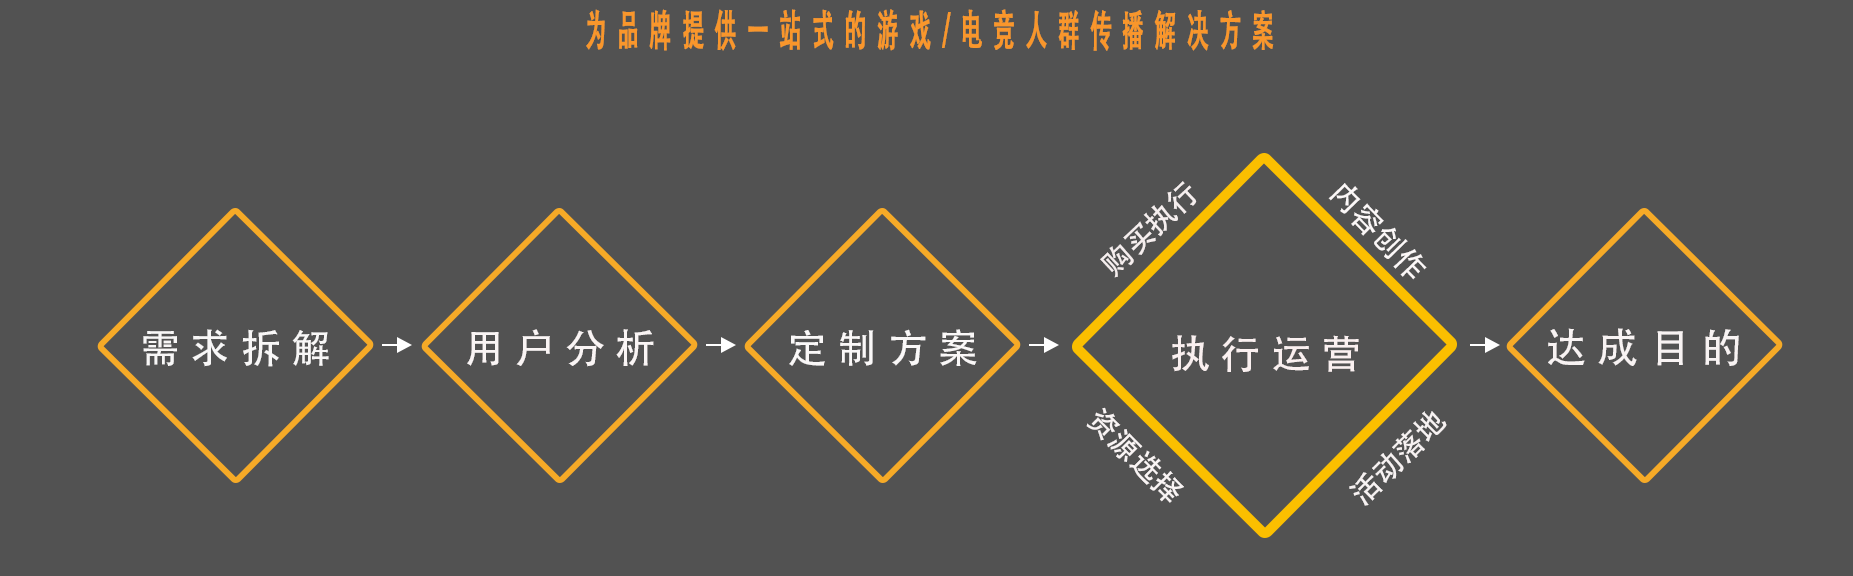 为品牌提供一站式的游戏/电竞人群传播解决方案
需求拆解
用户分析
定制方案
购买执行
内容创作
执行运营
资源选择
活动落地
达成目的